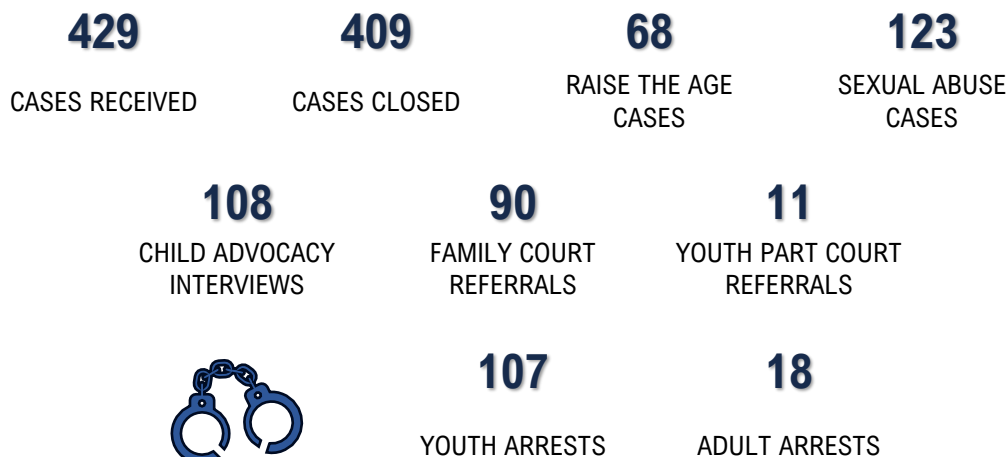 429
CASES RECEIVED
409
CASES CLOSED
68
RAISE THE AGE
CASES
123
SEXUAL ABUSE
CASES
108
CHILD ADVOCACY
INTERVIEWS
90
FAMILY COURT
REFERRALS
11
YOUTH PART COURT
REFERRALS
107
YOUTH ARRESTS
18
ADULT ARRESTS